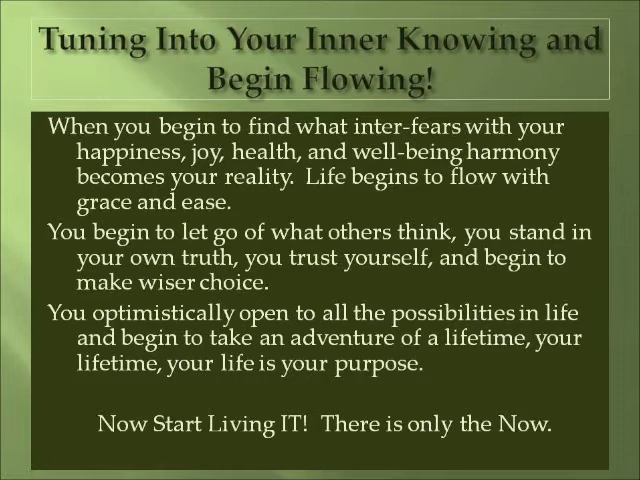 Tuning Into Your Inner Knowing and
Begin Flowing!
When you begin to find what inter-fears with your
happiness, joy, health, and well-being harmony
becomes your reality.  Life begins to flow with
grace and ease.
You begin to let go of what others think, you stand in
your own truth, you trust yourself, and begin to
make wiser choice.
You optimistically open to all the possibilities in life
and begin to take an adventure of a lifetime, your
lifetime, your life is your purpose.
Now Start Living IT!  There is only the Now.